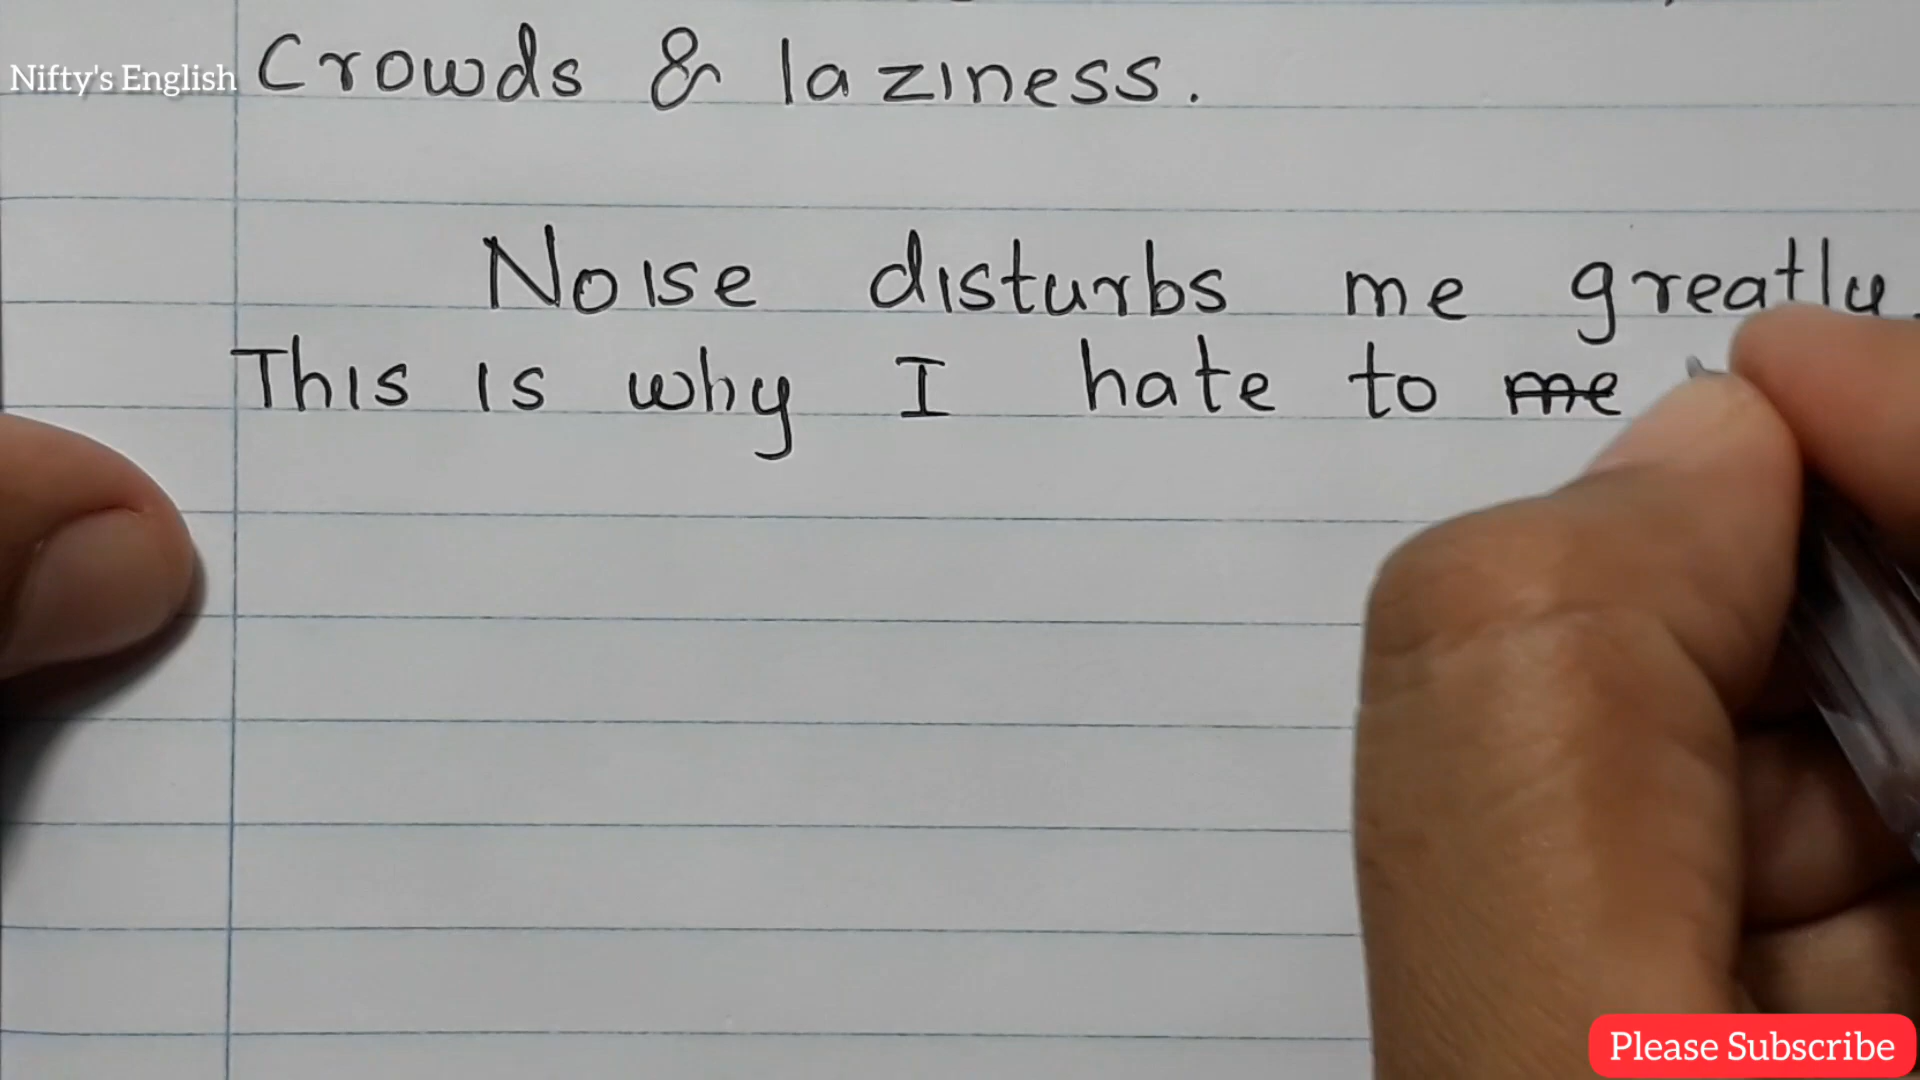 Nifty's English
Crowds & laziness.
Noise disturbs me greatly.
This is why I hate to me
Please Subscribe